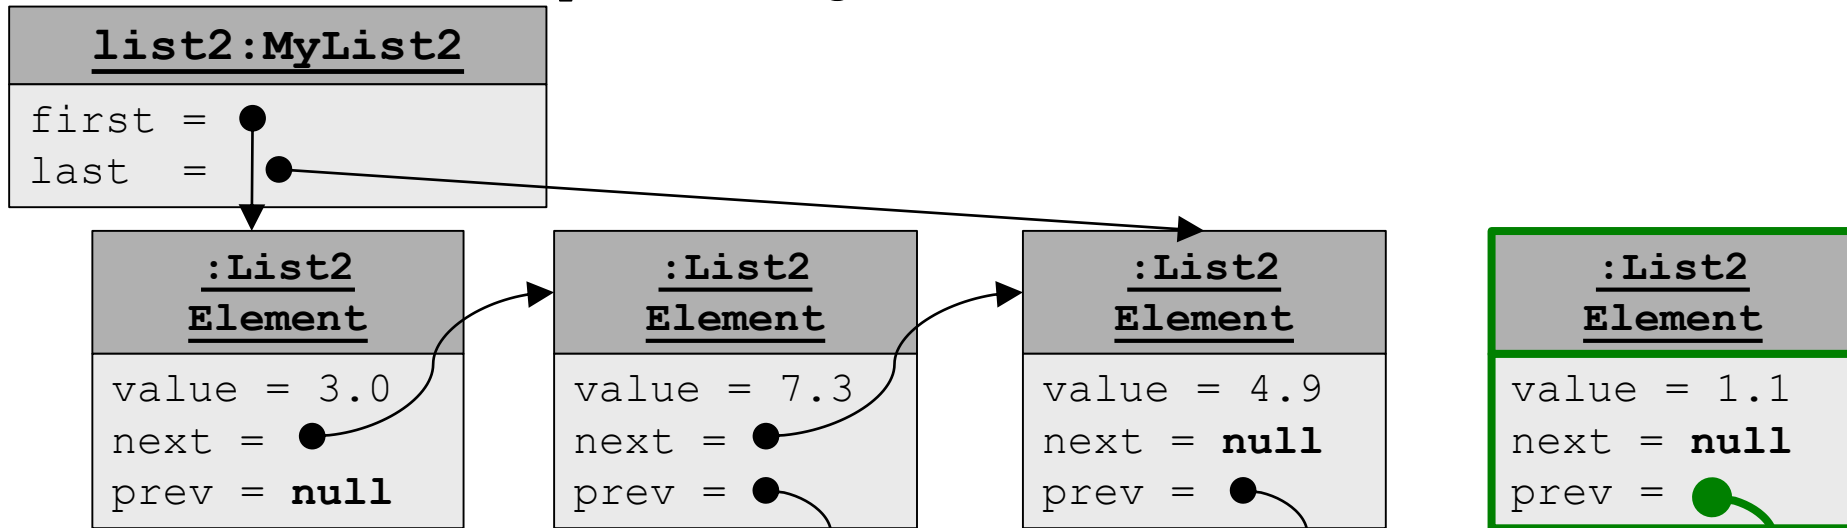 list2:MyList2
first =
last =
:List2
Element
value = 3.0
next =
prev = null
:List2
Element
value = 7.3
next =
prev =
:List2
Element
value = 4.9
next = null
prev =
:List2
Element
value = 1.1
next = null
prev =